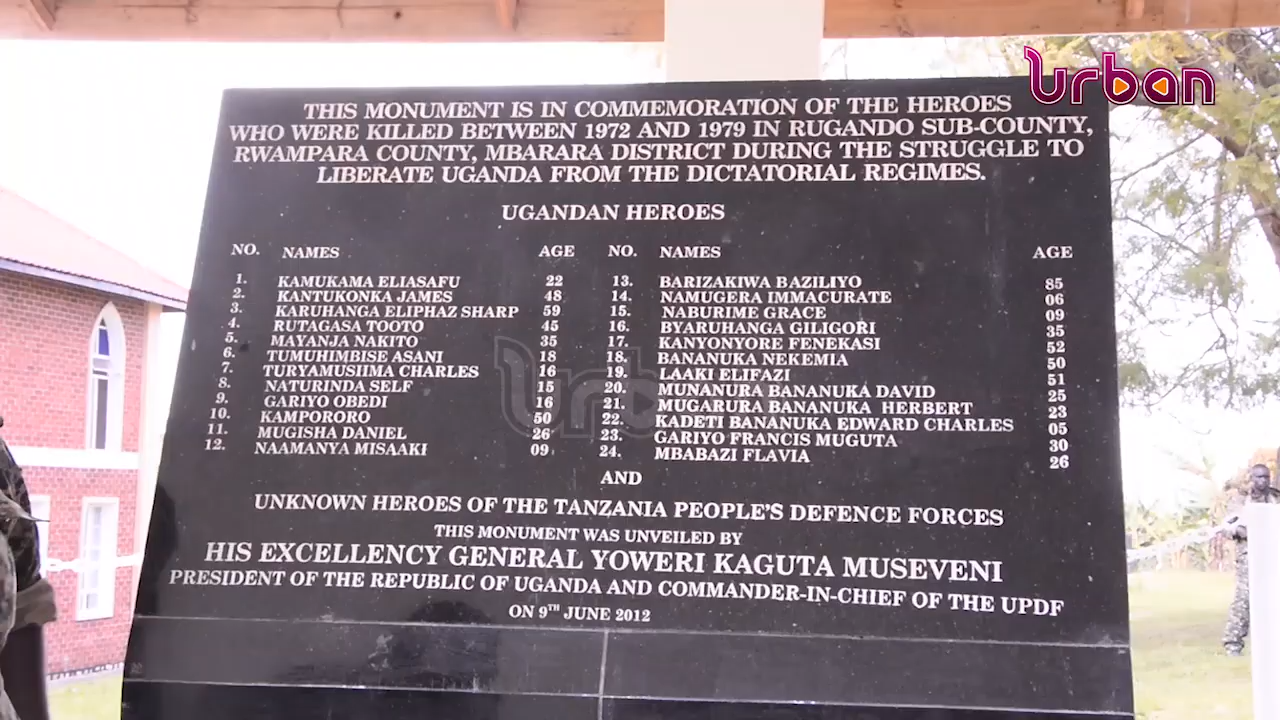 urban
THIS MONUMENT IS IN COMMEMORATION OF THE HEROES
WHO WERE KILLED BETWEEN 1972 AND 1979 IN RUGANDO SUB-COUNTY,
RWAMPARA COUNTY, MBARARA DISTRICT DURING THE STRUGGLE TO
LIBERATE UGANDA FROM THE DICTATORIAL REGIMES.
UGANDAN HEROES
NO. NAMES AGE NO. NAMES AGE
1. KAMUKAMA ELIASAFU 22 13. BARIZAKIWA BAZILIYO 85
2. KANTUKONKA JAMES 48 14. NAMUGERA IMMACURATE 06
3. KARUHANGA ELIPHAZ SHARP 59 15. NABURIME GRACE 09
4. RUTAGASA TOOTO 45 16. BYARUHANGA GILIGORI 35
5. MAYANJA NAKITO 35 17. KANYONYORE FENEKASI 52
6. TUMUHIMBISE ASANI 18 18. BANANUKA NEKEMIA 50
7. TURYAMUSIIMA CHARLES 16 19. LAAKI ELIFAZI 51
8. NATURINDA SELF 15 20. MUNANURA BANANUKA DAVID 25
9. GARIYO OBEDI 16 21. MUGARURA BANANUKA HERBERT 23
10. KAMPORORO 50 22. KADETI BANANUKA EDWARD CHARLES 05
11. MUGISHA DANIEL 26 23. GARIYO FRANCIS MUGUTA 30
12. NAAMANYA MISAAKI 09 24. MBABAZI FLAVIA 26
AND
UNKNOWN HEROES OF THE TANZANIA PEOPLE'S DEFENCE FORCES
THIS MONUMENT WAS UNVEILED BY
HIS EXCELLENCY GENERAL YOWERI KAGUTA MUSEVENI
PRESIDENT OF THE REPUBLIC OF UGANDA AND COMMANDER-IN-CHIEF OF THE UPDF
ON 9TH JUNE 2012
urban